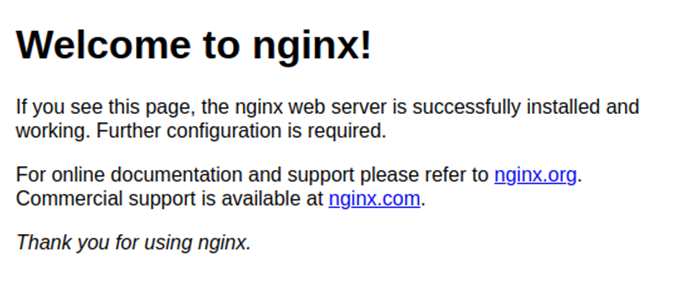 Welcome to nginx!
If you see this page, the nginx web server is successfully installed and
working. Further configuration is required.
For online documentation and support please refer to nginx.org.
Commercial support is available at nginx.com.
Thank you for using nginx.